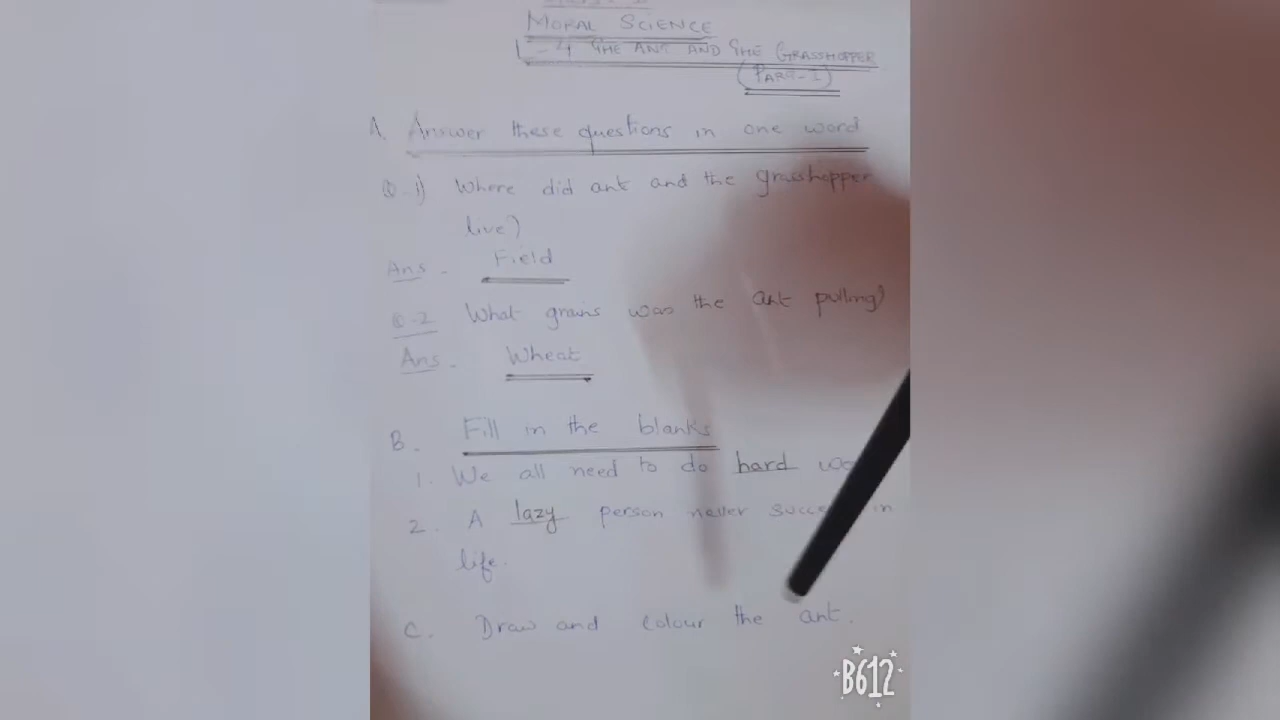 MORAL SCIENCE
L-4 THE ANT AND THE GRASSHOPPER
(PART-1)
A. Answer these questions in one word
Q-1) Where did ant and the grasshopper
live?
Ans. Field
Q-2 What grains was the ant pulling?
Ans. Wheat
B. Fill in the blanks
1. We all need to do hard
2. A lazy person never in
life.
C. Draw and colour the ant.
B612